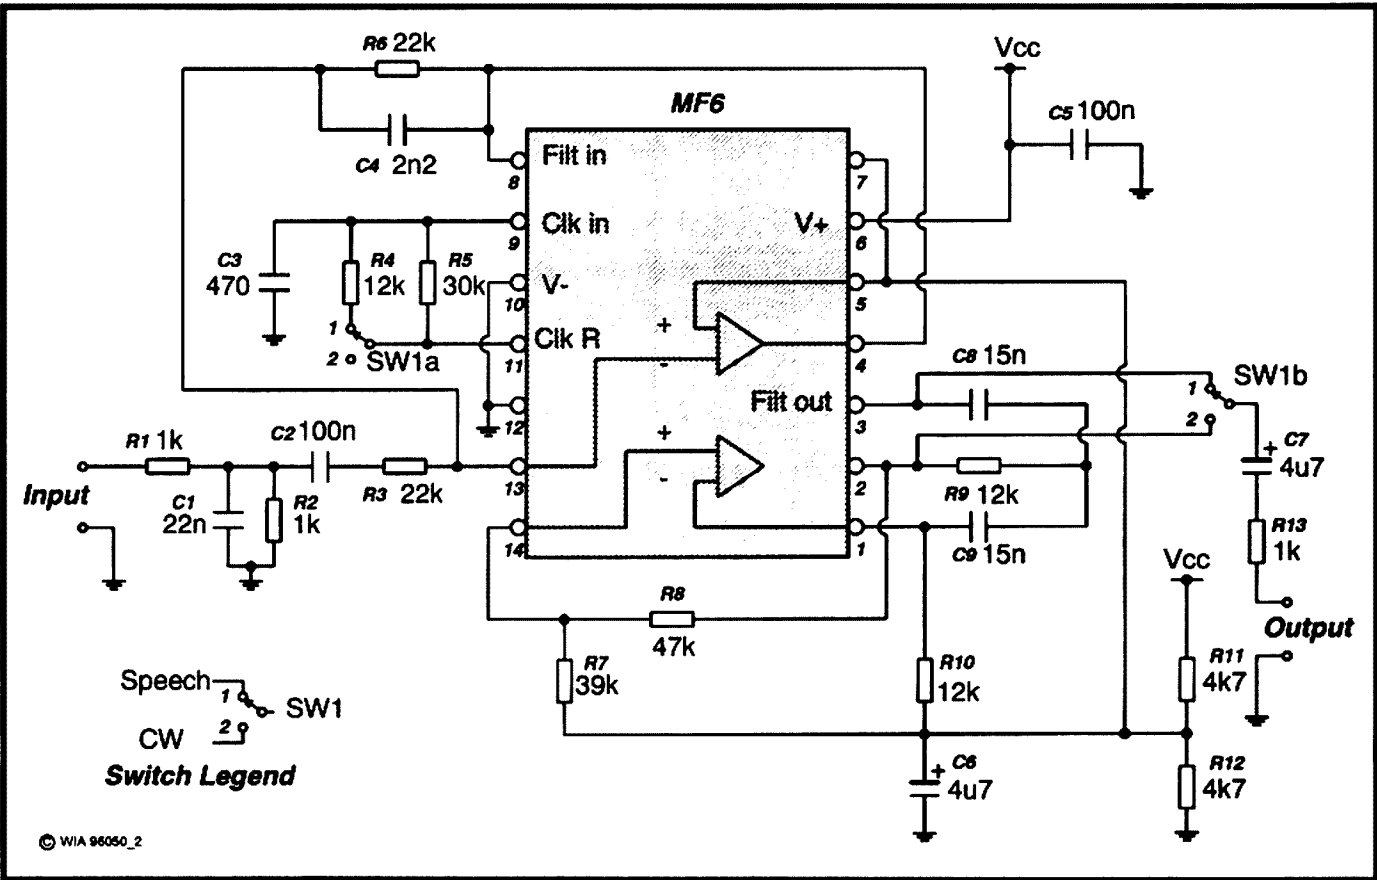 R6 22k
Vcc
MF6
C5 100n
C4 2n2
Filt in
8
7
Clk in
9
V+
6
C3
470
R4
12k
R5
30k
V-
10
5
1
2
SW1a
Clk R
11
+
-
4
C8 15n
SW1b
1
2
12
Filt out
3
R1 1k
C2 100n
+
-
C7
+
4u7
Input
R3 22k
13
2
R9 12k
C1
22n
R2
1k
14
1
C9 15n
R13
1k
Vcc
R8
47k
Output
R7
39k
R10
12k
R11
4k7
Speech
1
2
SW1
CW
Switch Legend
+
C6
4u7
R12
4k7
© WIA 96050_2